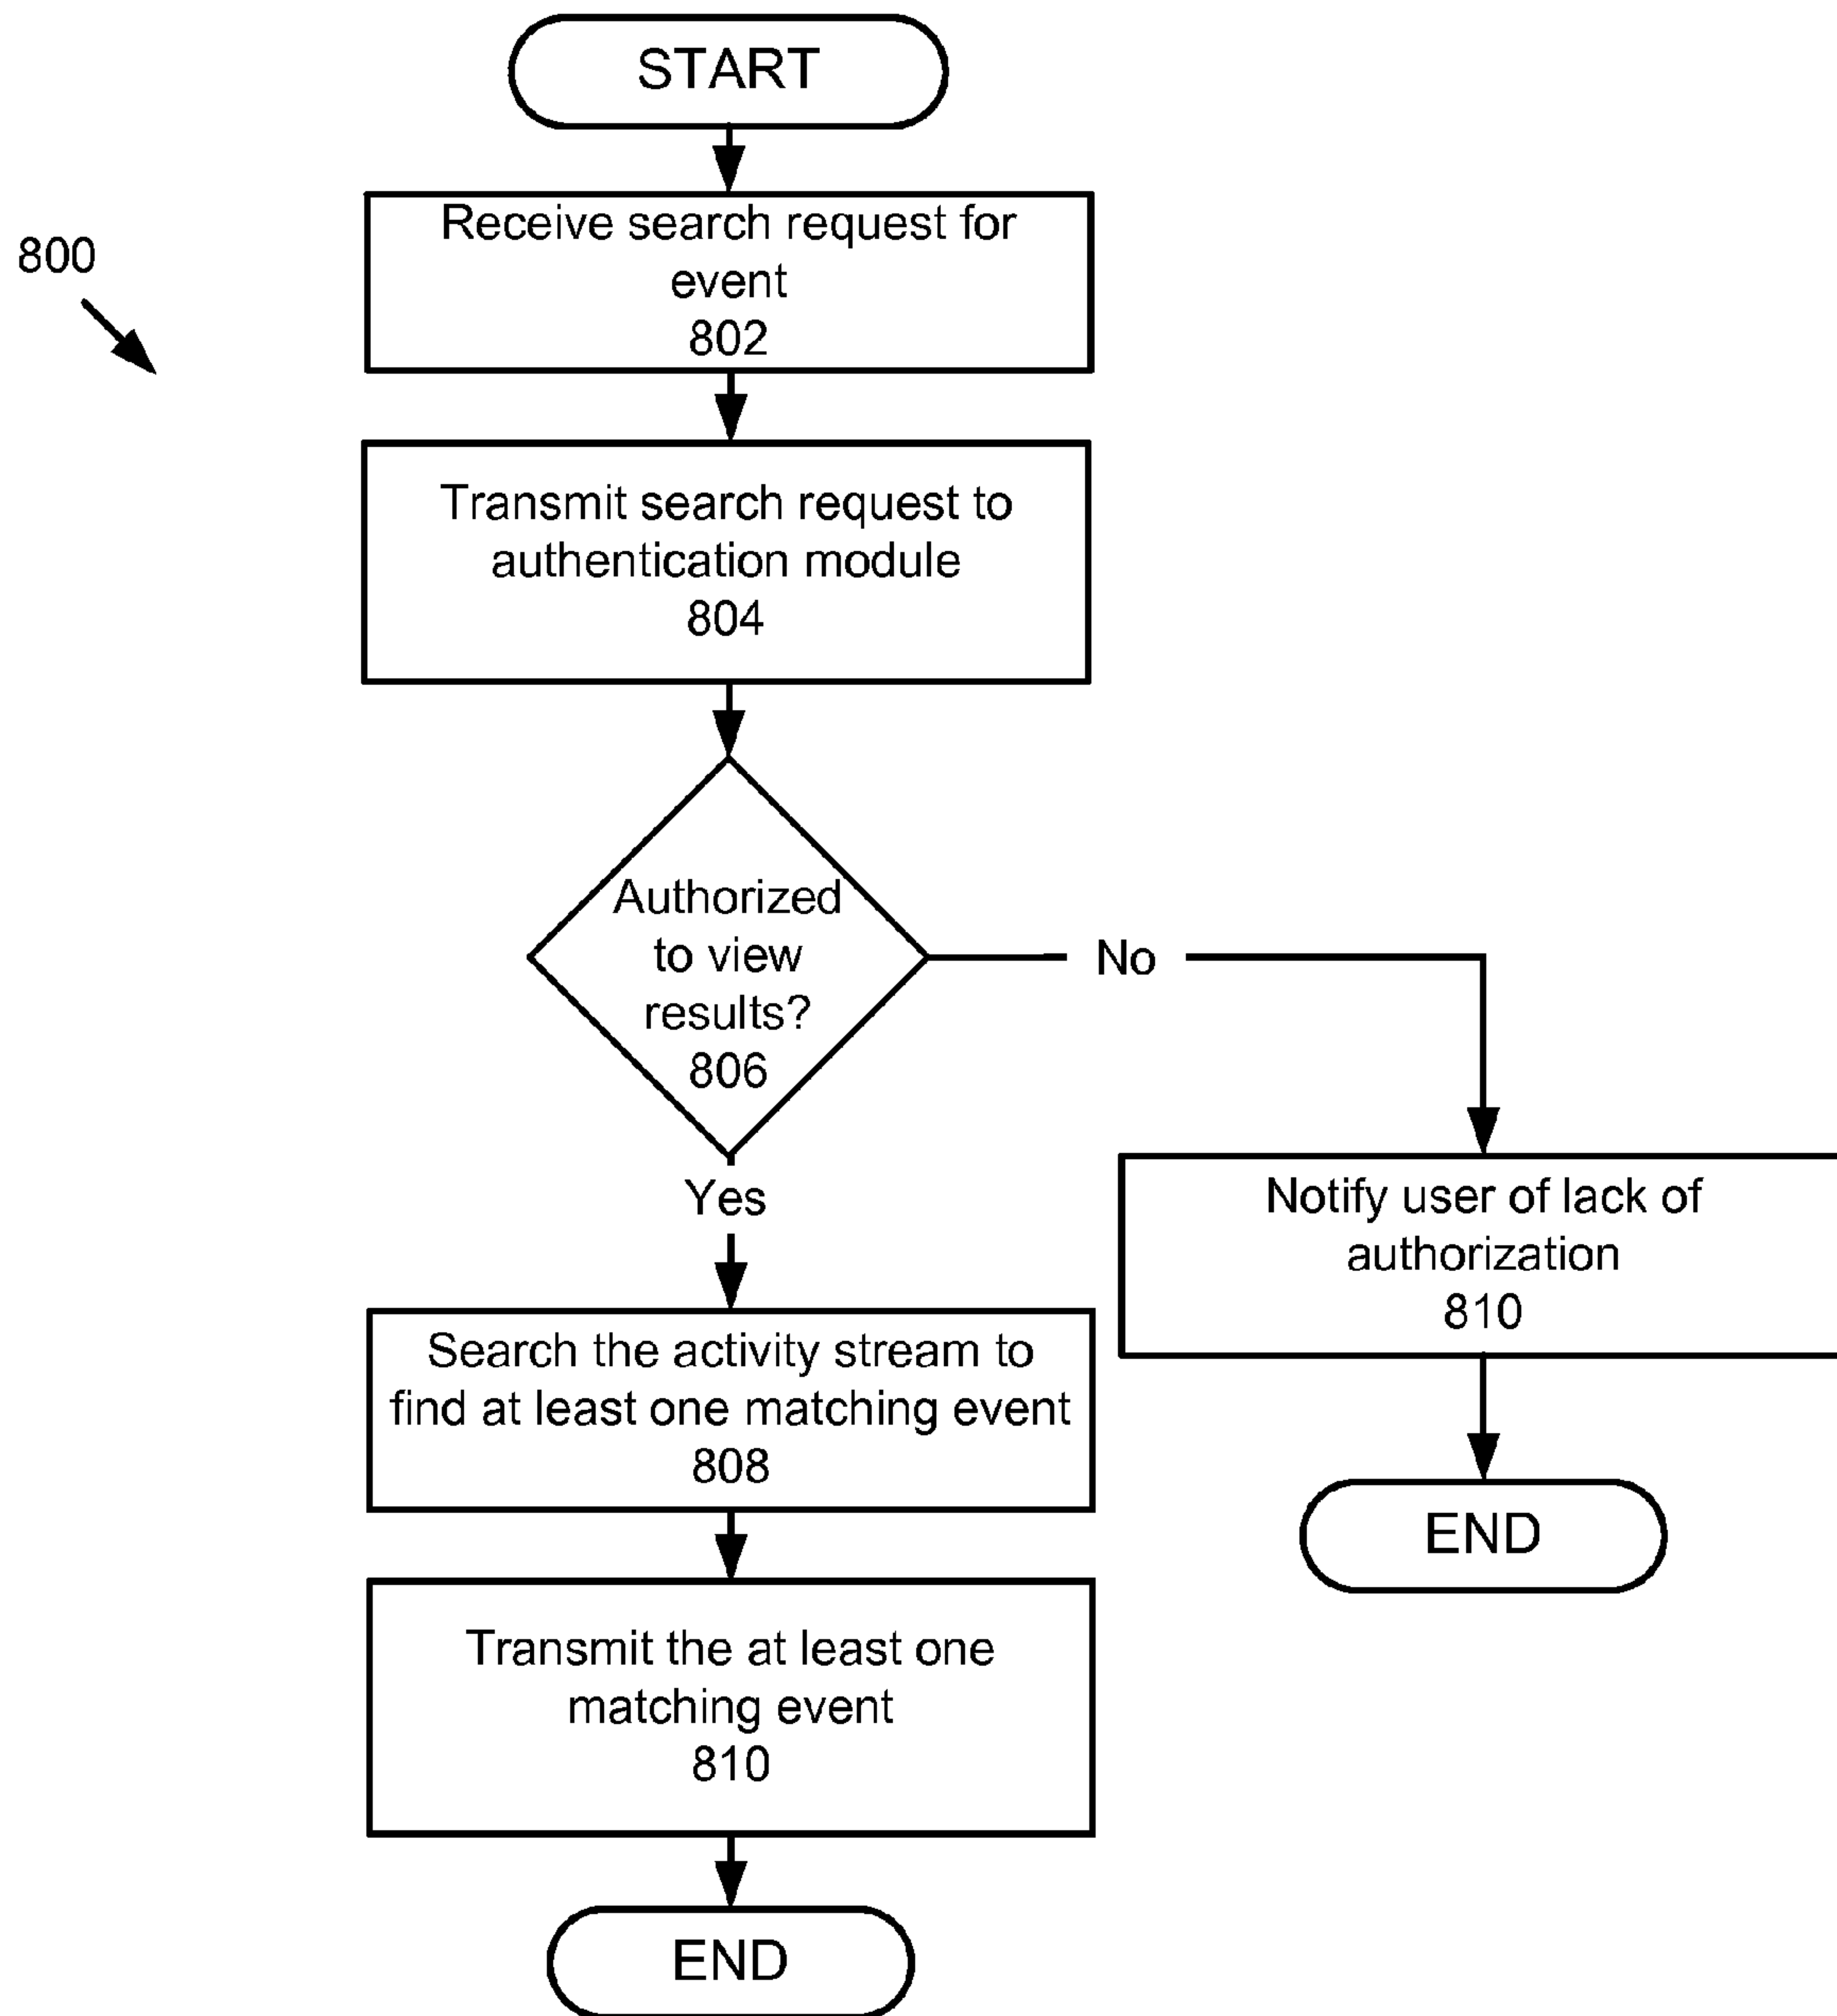 START
800
Receive search request for
event
802
Transmit search request to
authentication module
804
Authorized
to view
results?
806
No
Yes
Notify user of lack of
authorization
810
Search the activity stream to
find at least one matching event
808
END
Transmit the at least one
matching event
810
END